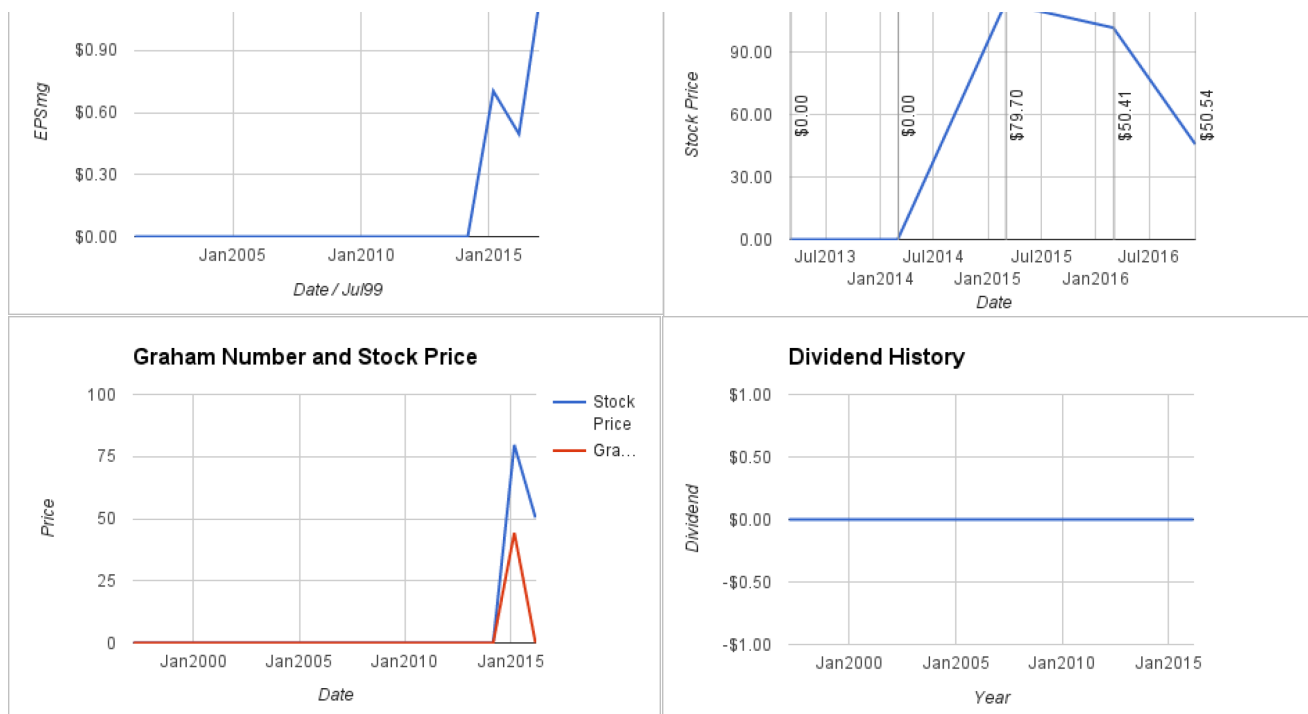 $0.90
$0.60
$0.30
$0.00
EPSmg
Jan2005 Jan2010 Jan2015
Date / Jul99
90.00
60.00
30.00
0.00
Stock Price
$0.00 $0.00 $79.70 $50.41 $50.54
Jul2013 Jul2014 Jul2015 Jul2016
Jan2014 Jan2015 Jan2016
Date
Graham Number and Stock Price
100
75
50
25
0
Price
Stock
Price
Gra...
Jan2000 Jan2005 Jan2010 Jan2015
Date
Dividend History
$1.00
$0.50
$0.00
-$0.50
-$1.00
Dividend
Jan2000 Jan2005 Jan2010 Jan2015
Year